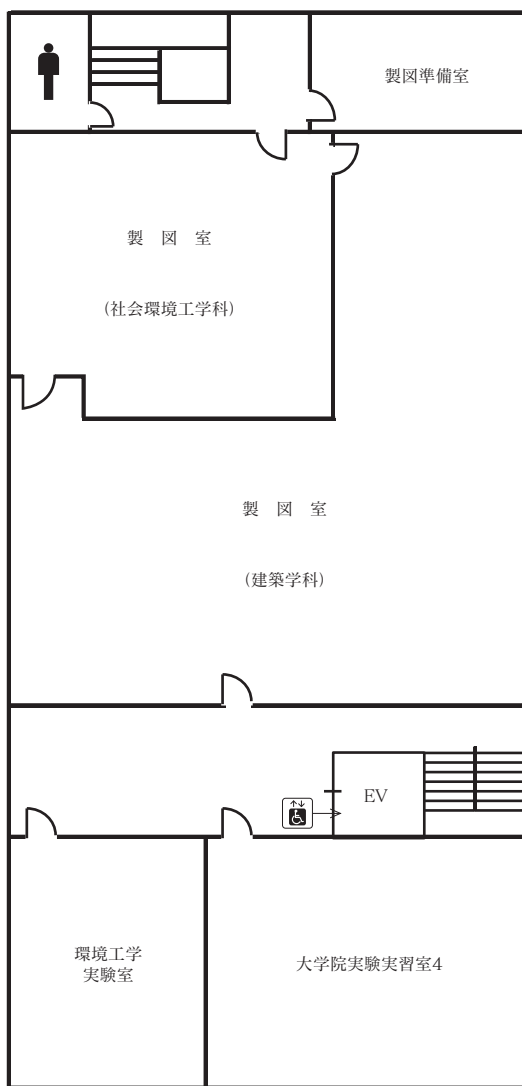 製図準備室
製 図 室
(社会環境工学科)
製 図 室
(建築学科)
EV
環境工学
実験室
大学院実験実習室4